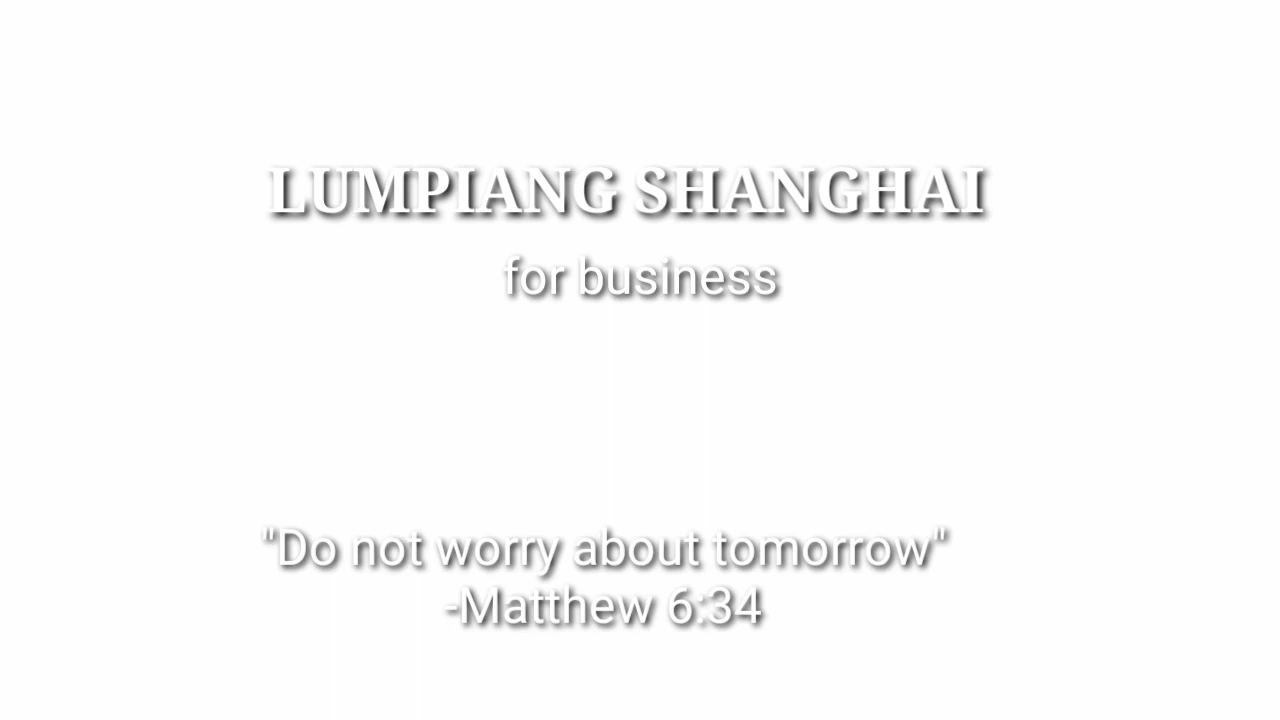 LUMPIANG SHANGHAI
for business
"Do not worry about tomorrow"
-Matthew 6:34